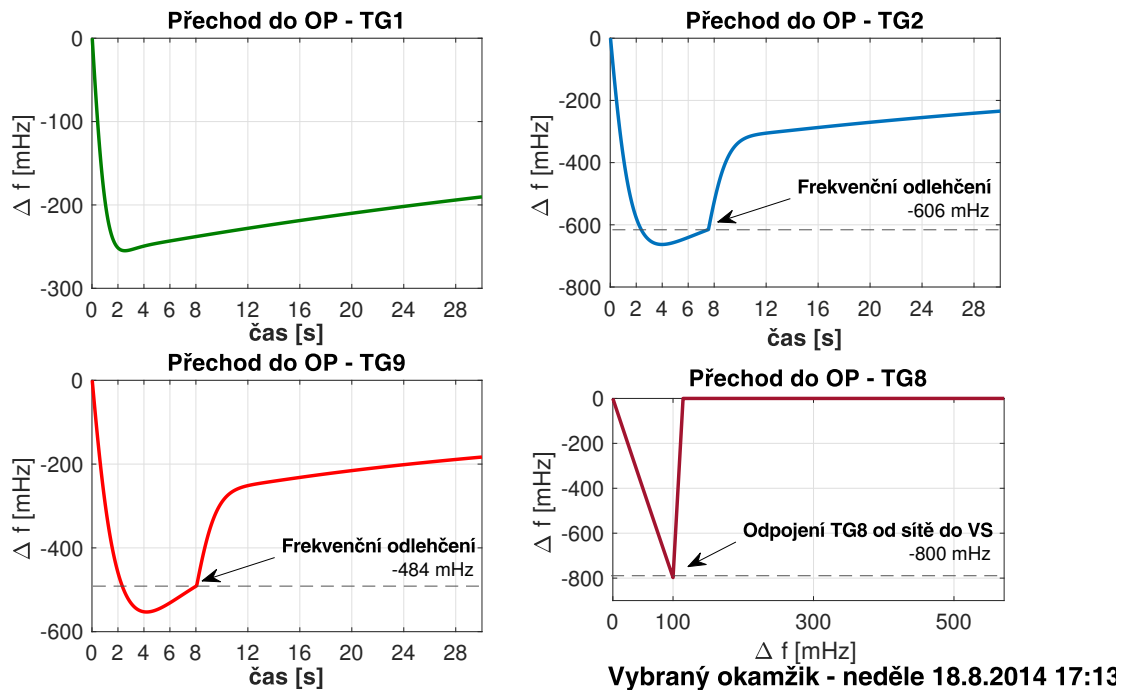 Přechod do OP - TG1
0
-100
-200
-300
Δ f [mHz]
0 2 4 6 8 12 16 20 24 28
čas [s]
Přechod do OP - TG2
0
-200
-400
-600
-800
Δ f [mHz]
Frekvenční odlehčení
-606 mHz
0 2 4 6 8 12 16 20 24 28
čas [s]
Přechod do OP - TG9
0
-200
-400
-600
Δ f [mHz]
Frekvenční odlehčení
-484 mHz
0 2 4 6 8 12 16 20 24 28
čas [s]
Přechod do OP - TG8
0
-200
-400
-600
-800
Δ f [mHz]
Odpojení TG8 od sítě do VS
-800 mHz
0 100 300 500
Δ f [mHz]
Vybraný okamžik - neděle 18.8.2014 17:13